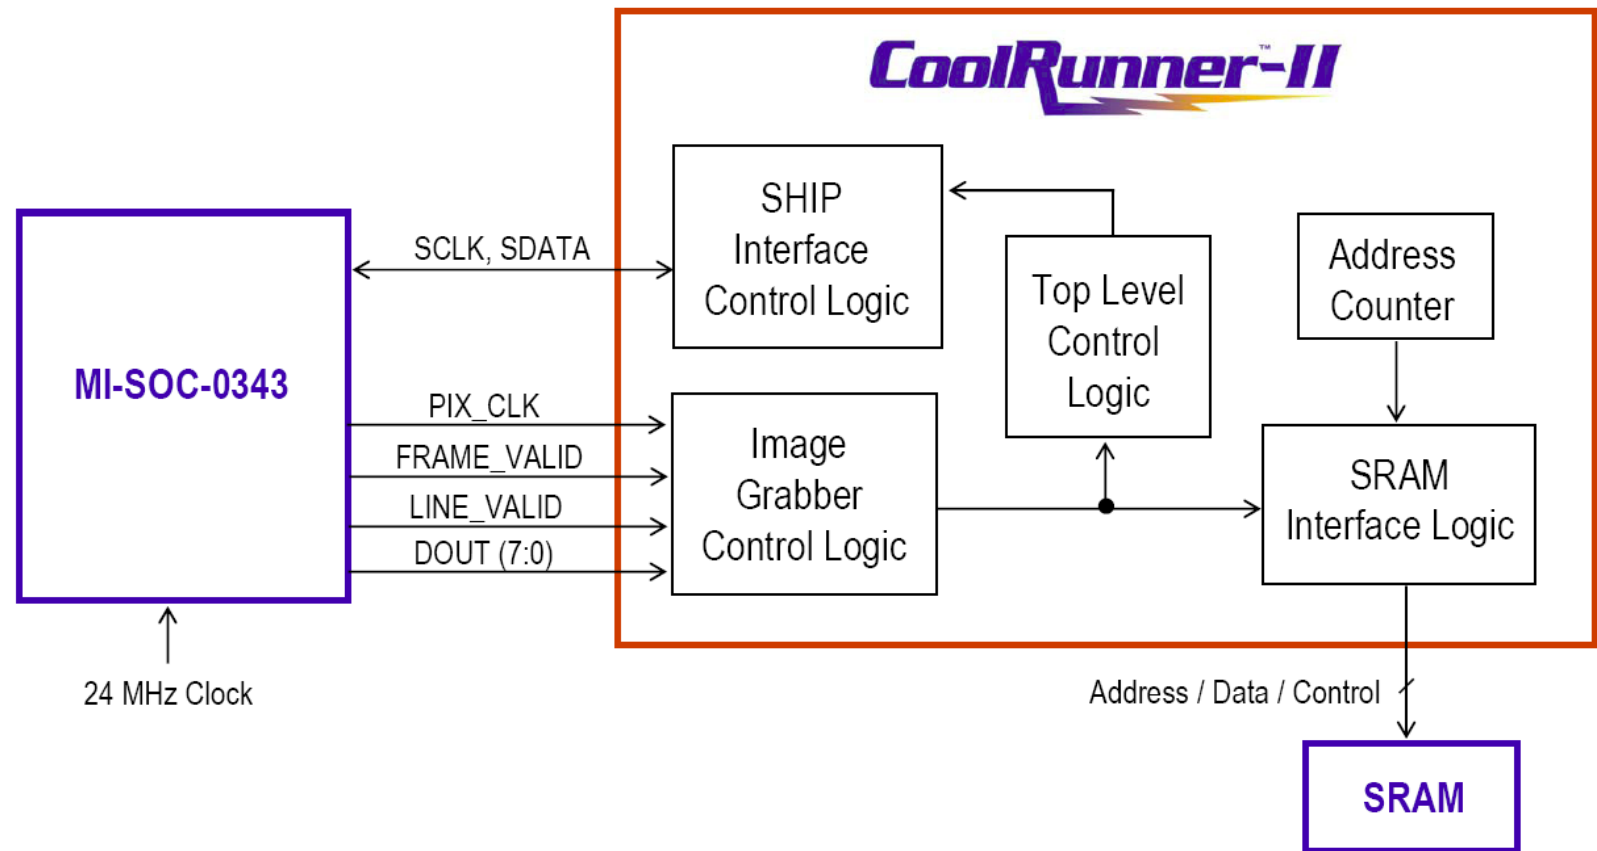 CoolRunner™-II
SHIP
Interface
Control Logic
SCLK, SDATA
Top Level
Control
Logic
Address
Counter
MI-SOC-0343
PIX_CLK
FRAME_VALID
LINE_VALID
DOUT (7:0)
Image
Grabber
Control Logic
SRAM
Interface Logic
24 MHz Clock
Address / Data / Control
SRAM